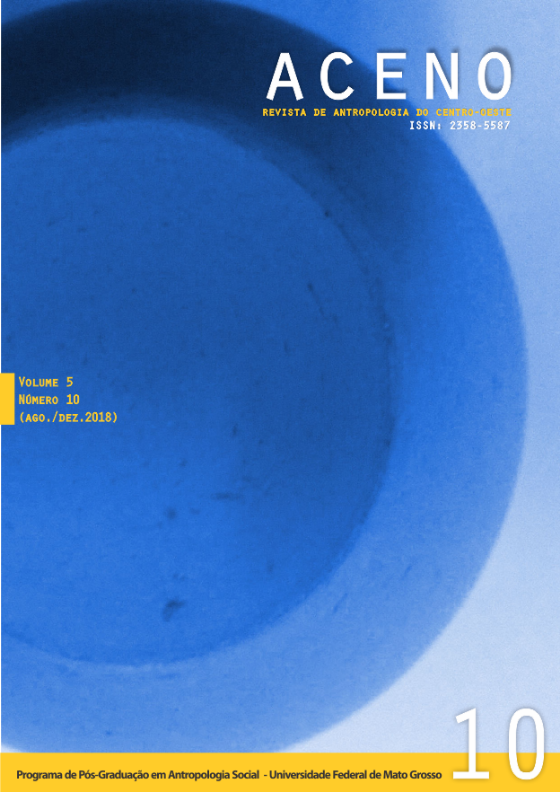 ACENO
REVISTA DE ANTROPOLOGIA DO CENTRO-OESTE
ISSN: 2358-5587
VOLUME 5
NÚMERO 10
(AGO./DEZ.2018)
10
Programa de Pós-Graduação em Antropologia Social - Universidade Federal de Mato Grosso